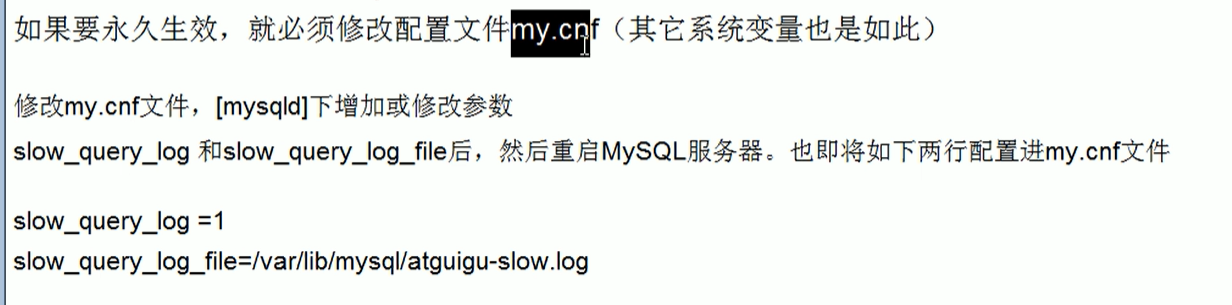 如果要永久生效，就必须修改配置文件my.cnf（其它系统变量也是如此）
修改my.cnf文件，[mysqld]下增加或修改参数
slow_query_log 和slow_query_log_file后，然后重启MySQL服务器。也即将如下两行配置进my.cnf文件
slow_query_log =1
slow_query_log_file=/var/lib/mysql/atguigu-slow.log